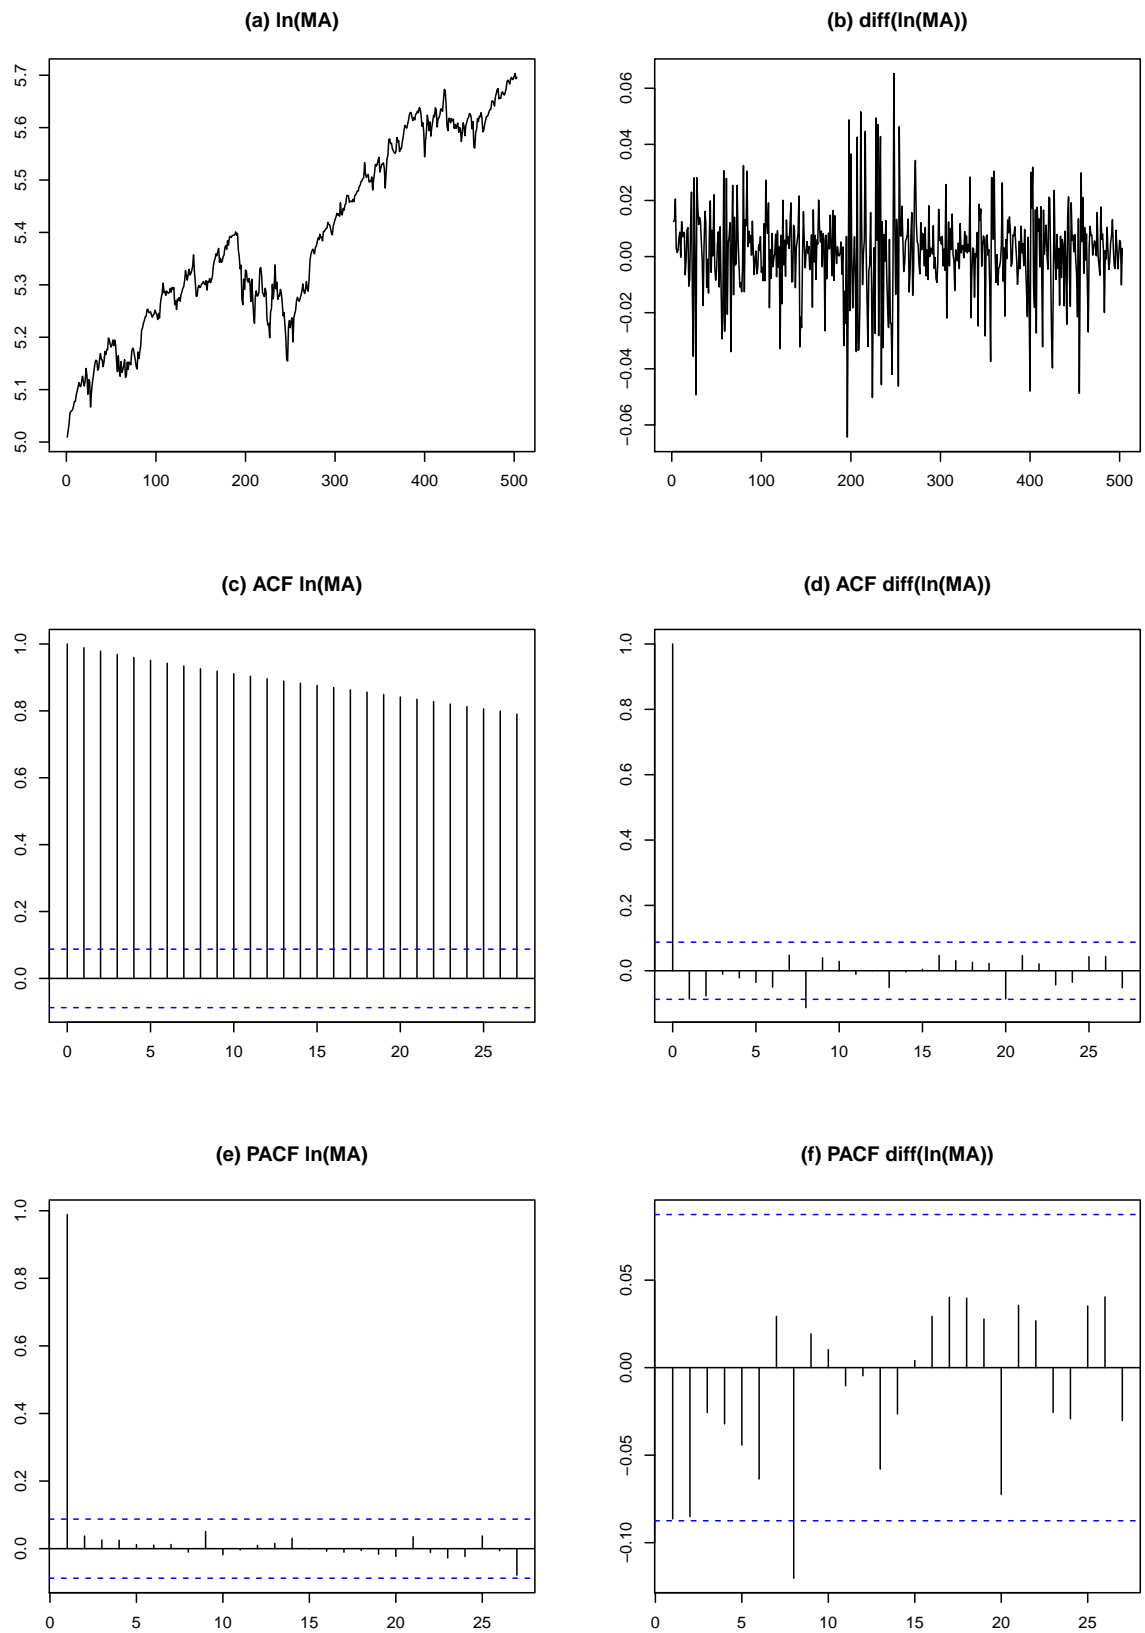 (a) ln(MA)
5.0 5.1 5.2 5.3 5.4 5.5 5.6 5.7
0 100 200 300 400 500
(b) diff(ln(MA))
−0.06 −0.04 −0.02 0.00 0.02 0.04 0.06
0 100 200 300 400 500
(c) ACF ln(MA)
0.0 0.2 0.4 0.6 0.8 1.0
0 5 10 15 20 25
(d) ACF diff(ln(MA))
0.0 0.2 0.4 0.6 0.8 1.0
0 5 10 15 20 25
(e) PACF ln(MA)
0.0 0.2 0.4 0.6 0.8 1.0
0 5 10 15 20 25
(f) PACF diff(ln(MA))
−0.10 −0.05 0.00 0.05
0 5 10 15 20 25